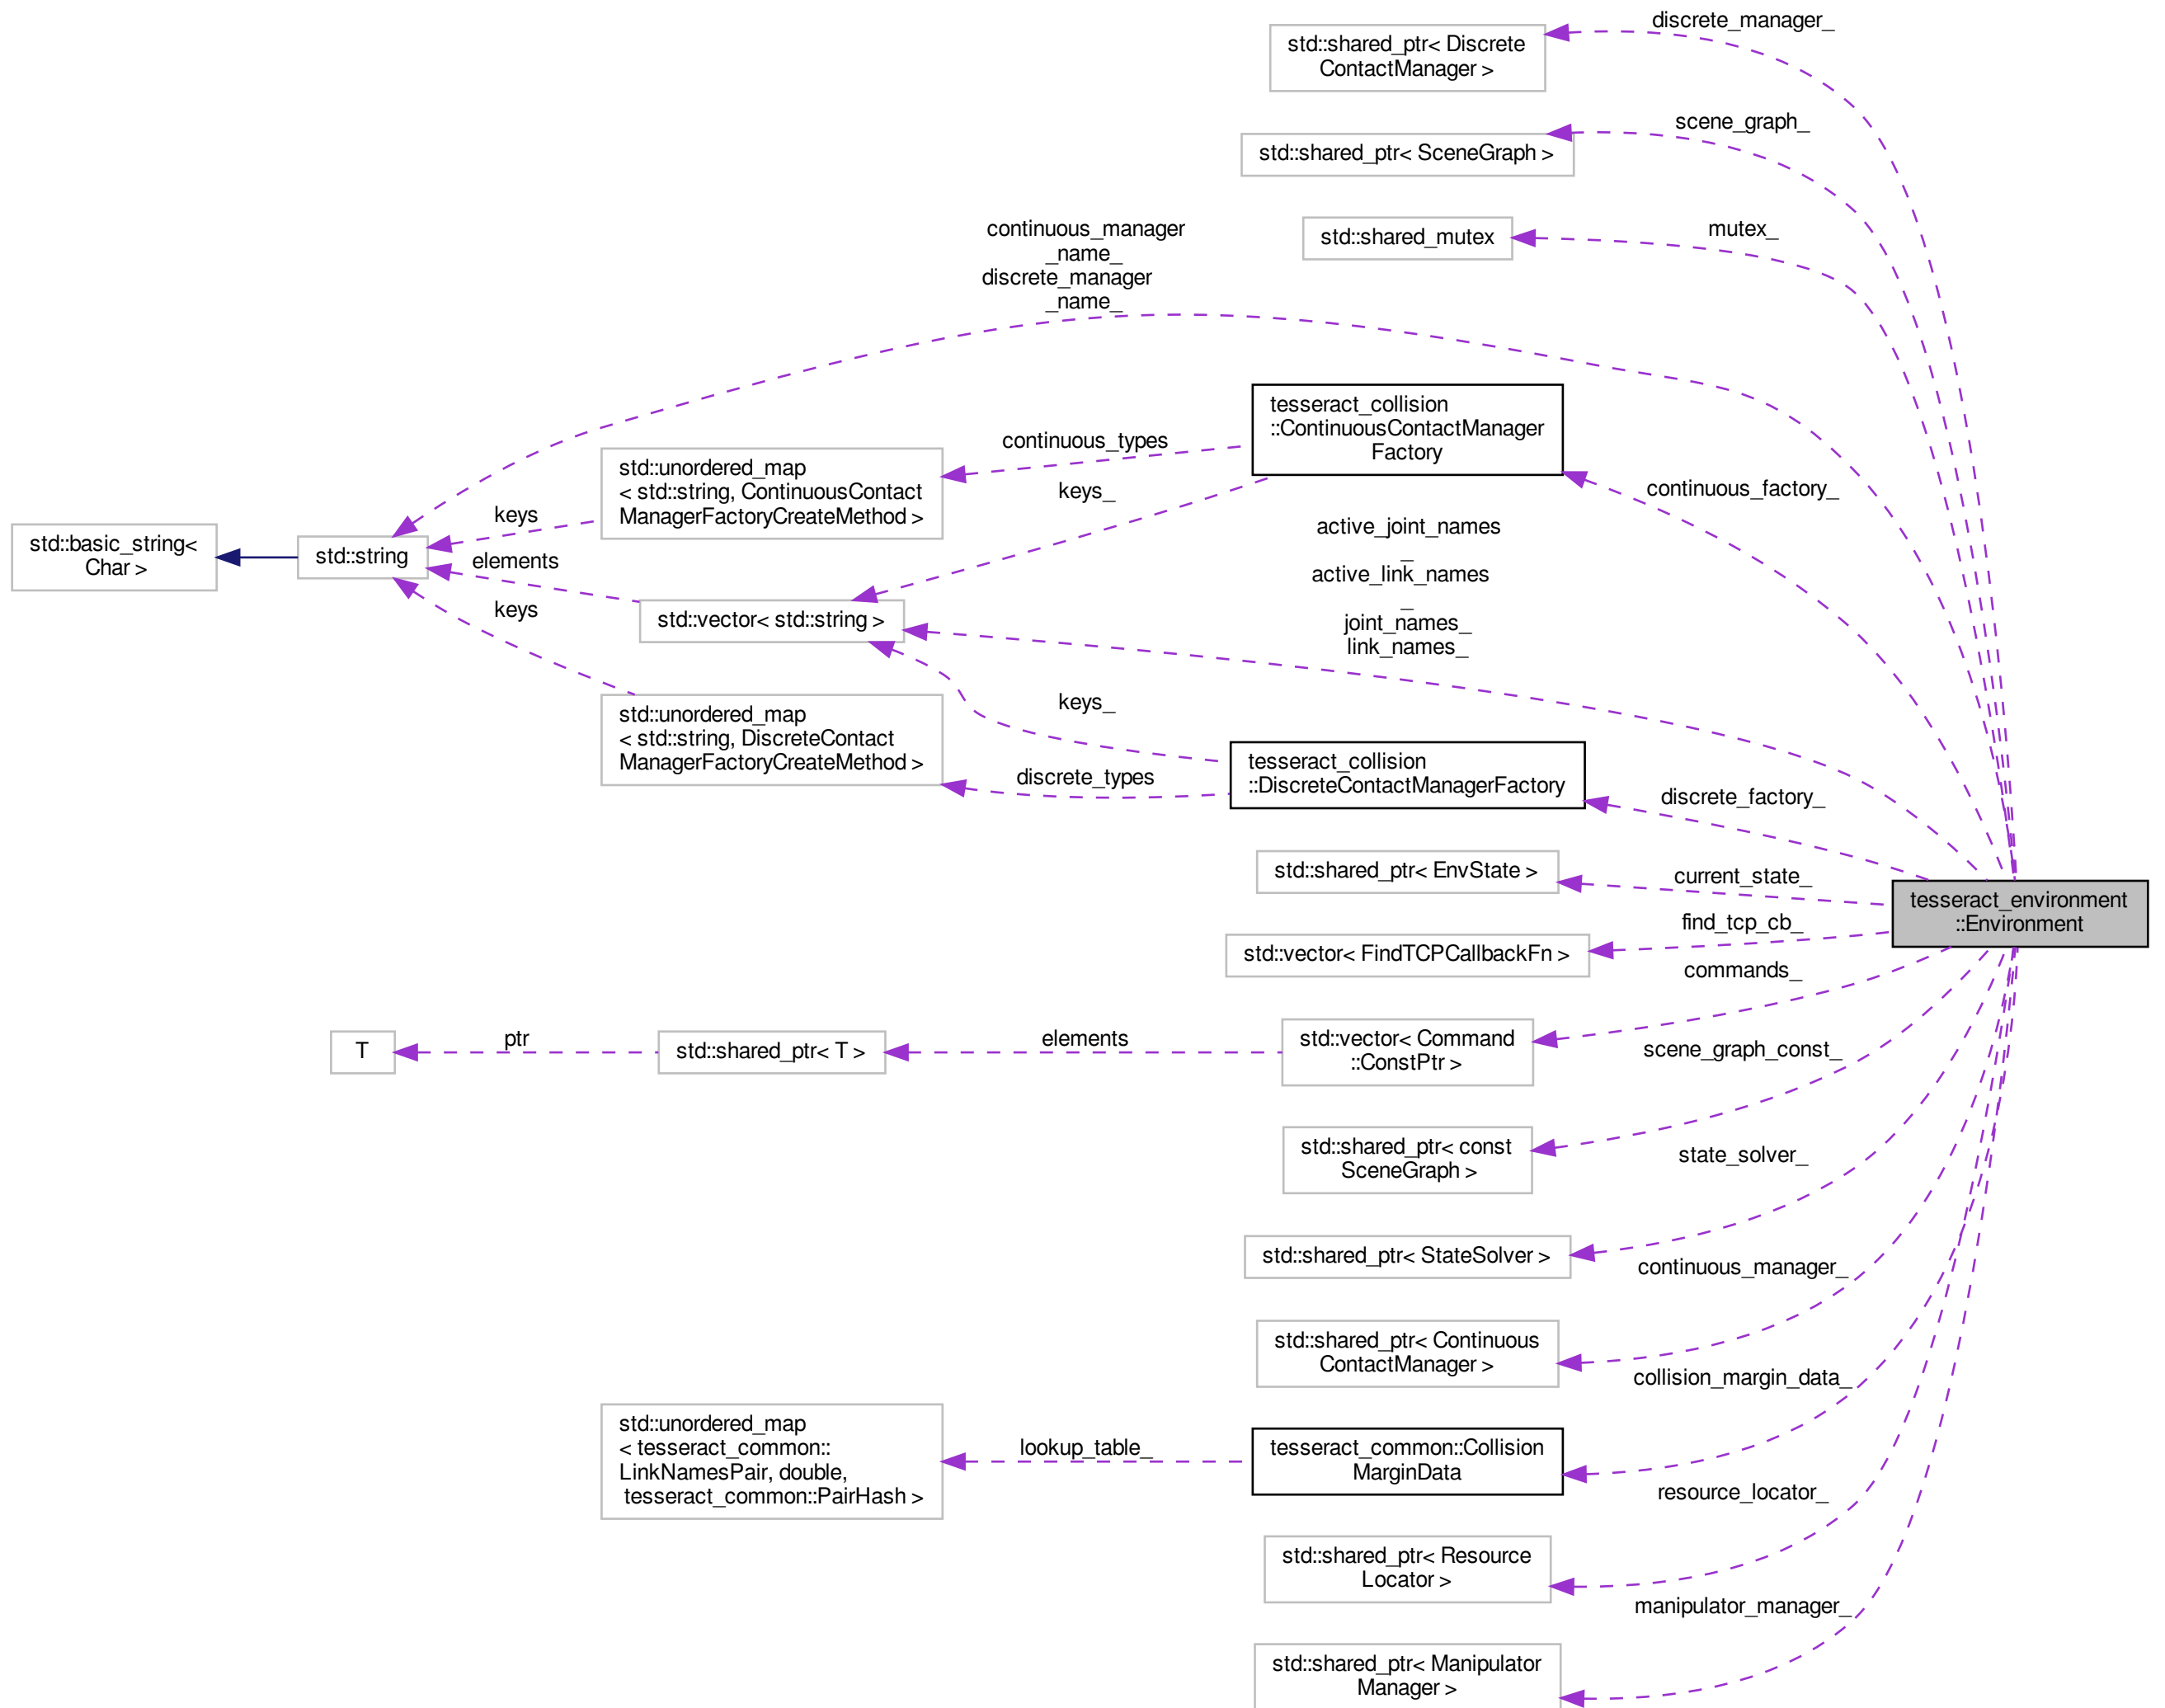 discrete_manager_
std::shared_ptr< Discrete
ContactManager >
scene_graph_
std::shared_ptr< SceneGraph >
mutex_
std::shared_mutex
continuous_manager
_name_
discrete_manager
_name_
tesseract_collision
::ContinuousContactManager
Factory
continuous_types
std::unordered_map
< std::string, ContinuousContact
ManagerFactoryCreateMethod >
keys_
continuous_factory_
keys
active_joint_names
_
active_link_names
_
joint_names_
link_names_
std::basic_string<
Char >
std::string
elements
keys
std::vector< std::string >
keys_
std::unordered_map
< std::string, DiscreteContact
ManagerFactoryCreateMethod >
discrete_types
tesseract_collision
::DiscreteContactManagerFactory
discrete_factory_
std::shared_ptr< EnvState >
current_state_
tesseract_environment
::Environment
find_tcp_cb_
std::vector< FindTCPCallbackFn >
commands_
T
ptr
std::shared_ptr< T >
elements
std::vector< Command
::ConstPtr >
scene_graph_const_
std::shared_ptr< const
SceneGraph >
state_solver_
std::shared_ptr< StateSolver >
continuous_manager_
std::shared_ptr< Continuous
ContactManager >
collision_margin_data_
std::unordered_map
< tesseract_common::
LinkNamesPair, double,
tesseract_common::PairHash >
lookup_table_
tesseract_common::Collision
MarginData
resource_locator_
std::shared_ptr< Resource
Locator >
manipulator_manager_
std::shared_ptr< Manipulator
Manager >